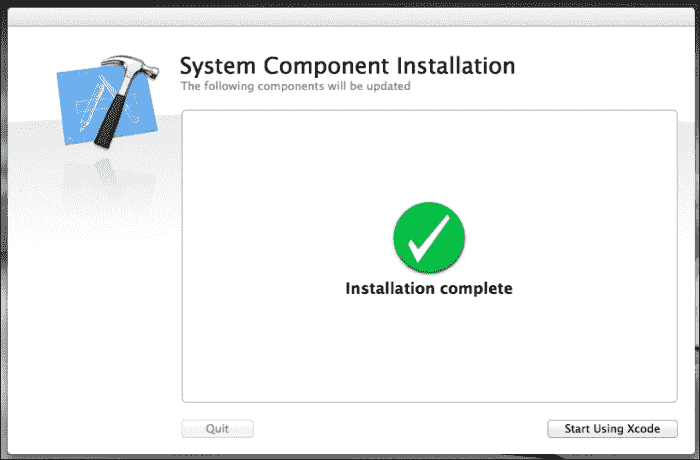 System Component Installation
The following components will be updated
Installation complete
Quit
Start Using Xcode